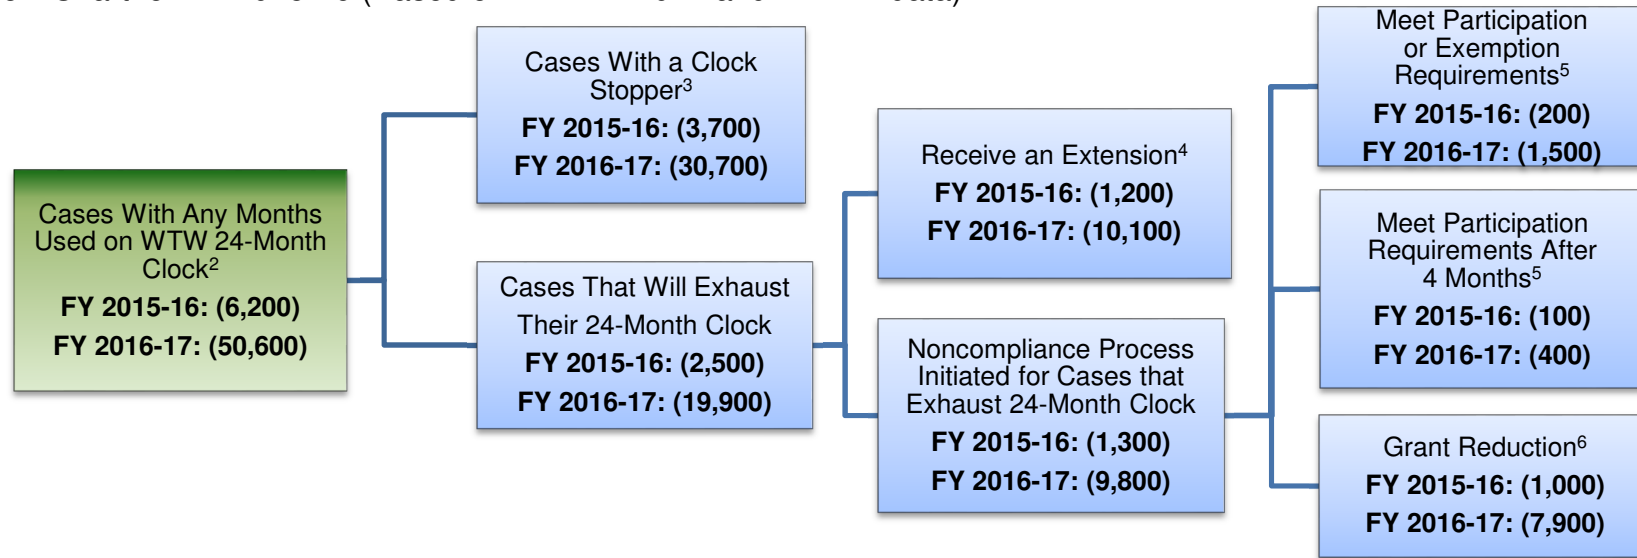 Cases With Any Months
Used on WTW 24-Month
Clock²
FY 2015-16: (6,200)
FY 2016-17: (50,600)
Cases With a Clock
Stopper³
FY 2015-16: (3,700)
FY 2016-17: (30,700)
Cases That Will Exhaust
Their 24-Month Clock
FY 2015-16: (2,500)
FY 2016-17: (19,900)
Receive an Extension⁴
FY 2015-16: (1,200)
FY 2016-17: (10,100)
Noncompliance Process
Initiated for Cases that
Exhaust 24-Month Clock
FY 2015-16: (1,300)
FY 2016-17: (9,800)
Meet Participation
or Exemption
Requirements⁵
FY 2015-16: (200)
FY 2016-17: (1,500)
Meet Participation
Requirements After
4 Months⁵
FY 2015-16: (100)
FY 2016-17: (400)
Grant Reduction⁶
FY 2015-16: (1,000)
FY 2016-17: (7,900)